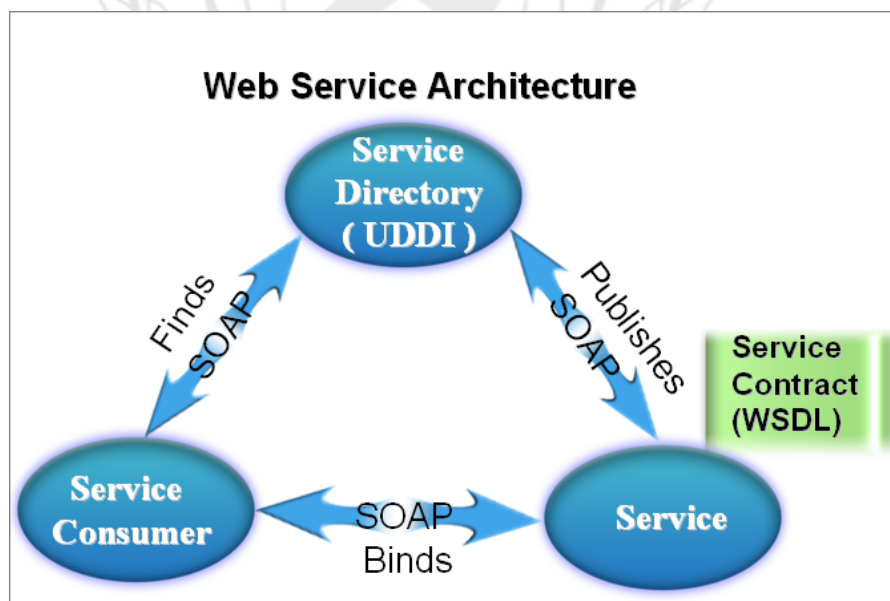 Web Service Architecture
Service
Directory
( UDDI )
Finds
SOAP
Publishes
SOAP
Service
Contract
(WSDL)
Service
Consumer
SOAP
Binds
Service